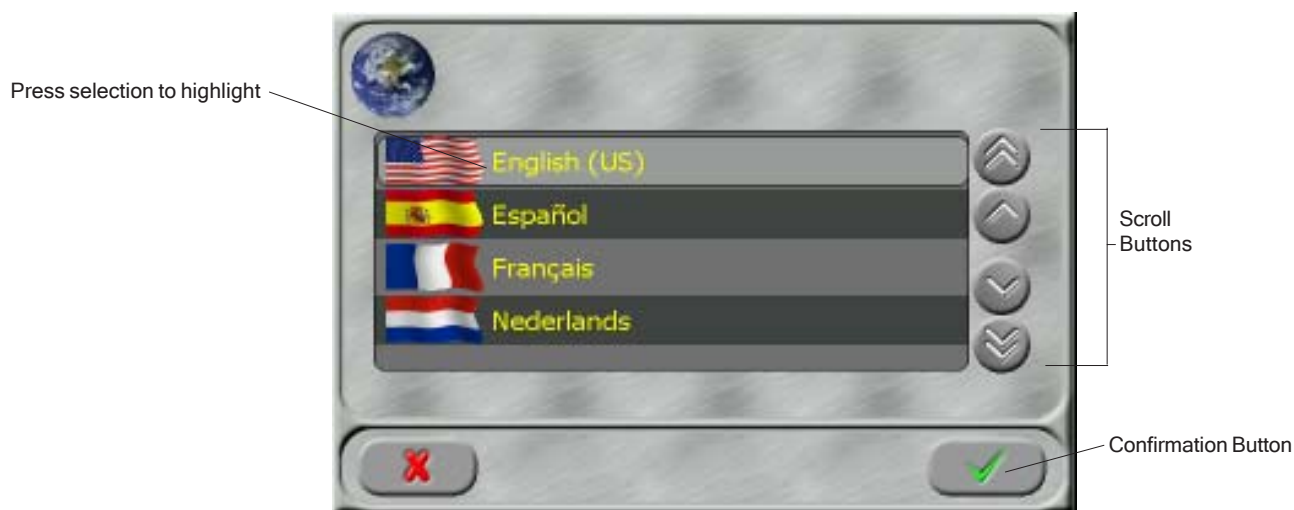 Press selection to highlight
English (US)
Español
Français
Nederlands
Scroll
Buttons
Confirmation Button